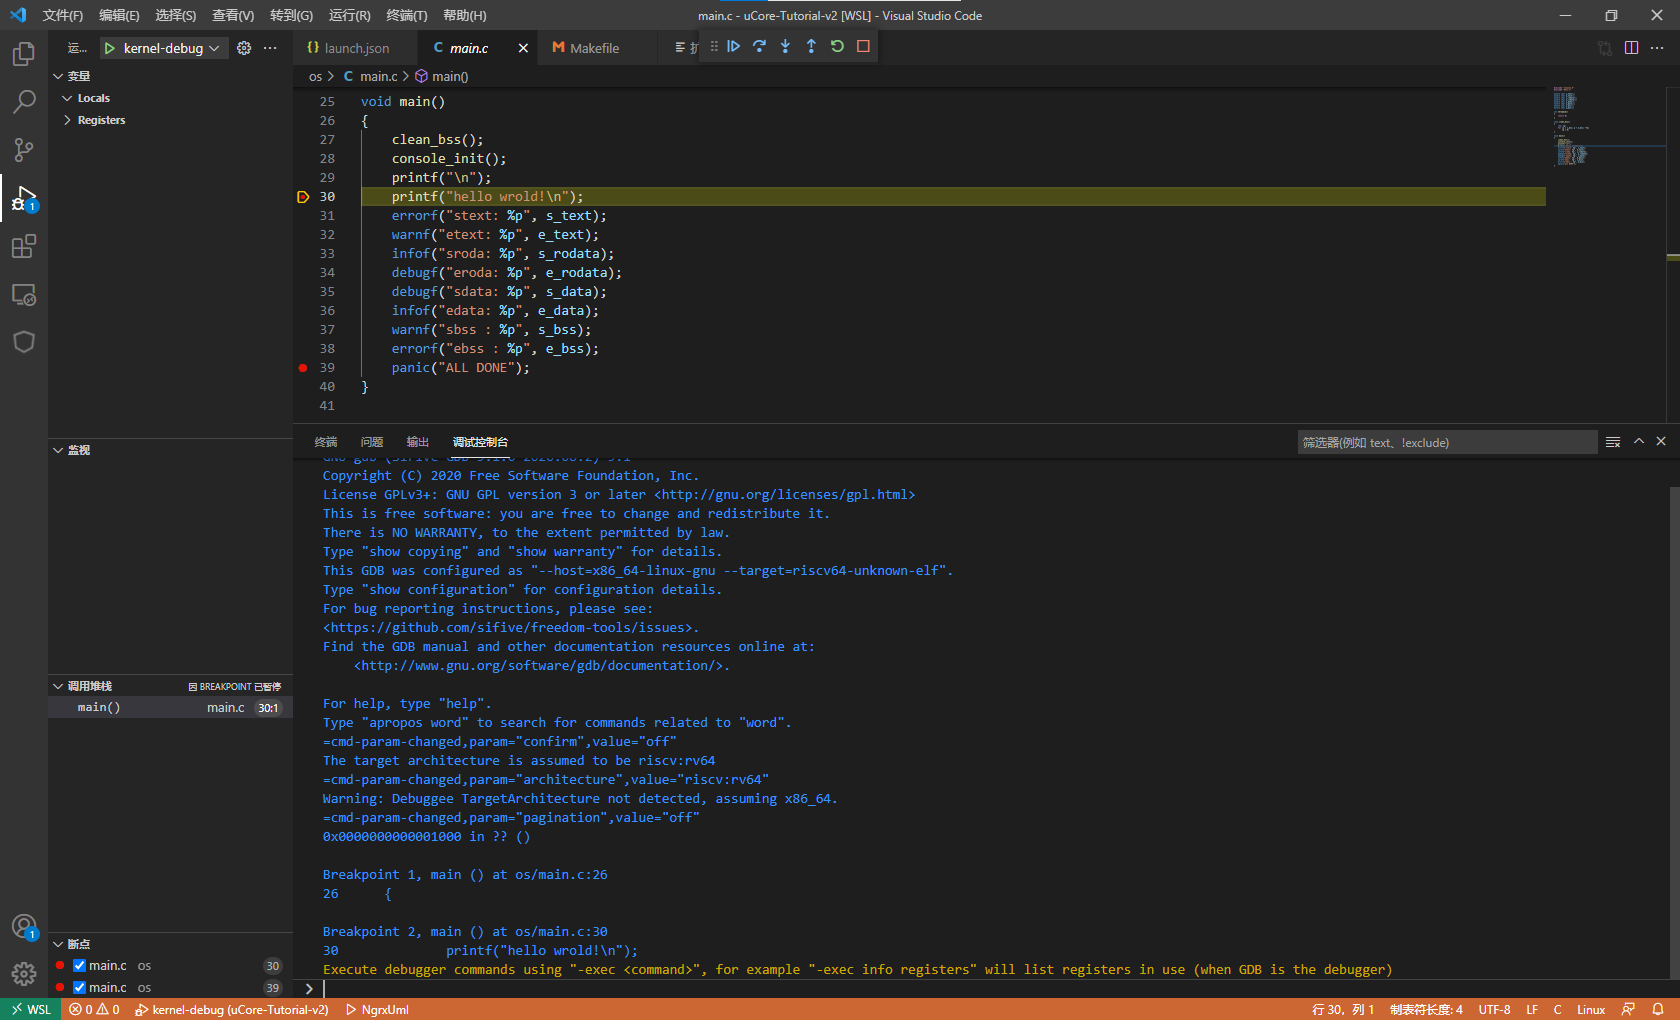 文件(F) 编辑(E) 选择(S) 查看(V) 转到(G) 运行(R) 终端(T) 帮助(H) main.c - uCore-Tutorial-v2 [WSL] - Visual Studio Code
运... kernel-debug
{} launch.json C main.c M Makefile
变量
Locals
Registers
os > C main.c > main()
25 void main()
26 {
27 clean_bss();
28 console_init();
29 printf("\n");
30 printf("hello wrold!\n");
31 errorf("stext: %p", s_text);
32 warnf("etext: %p", e_text);
33 infof("sroda: %p", s_rodata);
34 debugf("eroda: %p", e_rodata);
35 debugf("sdata: %p", s_data);
36 infof("edata: %p", e_data);
37 warnf("sbss : %p", s_bss);
38 errorf("ebss : %p", e_bss);
39 panic("ALL DONE");
40 }
41
监视
调用堆栈 因 BREAKPOINT 已暂停
main() main.c 30:1
断点
main.c os 30
main.c os 39
终端 问题 输出 调试控制台 筛选器(例如 text、!exclude)
Copyright (C) 2020 Free Software Foundation, Inc.
License GPLv3+: GNU GPL version 3 or later <http://gnu.org/licenses/gpl.html>
This is free software: you are free to change and redistribute it.
There is NO WARRANTY, to the extent permitted by law.
Type "show copying" and "show warranty" for details.
This GDB was configured as "--host=x86_64-linux-gnu --target=riscv64-unknown-elf".
Type "show configuration" for configuration details.
For bug reporting instructions, please see:
<https://github.com/sifive/freedom-tools/issues>.
Find the GDB manual and other documentation resources online at:
<http://www.gnu.org/software/gdb/documentation/>.
For help, type "help".
Type "apropos word" to search for commands related to "word".
=cmd-param-changed,param="confirm",value="off"
The target architecture is assumed to be riscv:rv64
=cmd-param-changed,param="architecture",value="riscv:rv64"
Warning: Debuggee TargetArchitecture not detected, assuming x86_64.
=cmd-param-changed,param="pagination",value="off"
0x0000000000001000 in ?? ()
Breakpoint 1, main () at os/main.c:26
26 {
Breakpoint 2, main () at os/main.c:30
30 printf("hello wrold!\n");
Execute debugger commands using "-exec <command>", for example "-exec info registers" will list registers in use (when GDB is the debugger)
>
1
1
WSL 0 0 kernel-debug (uCore-Tutorial-v2) NgrxUml 行 30，列 1 制表符长度: 4 UTF-8 LF C Linux